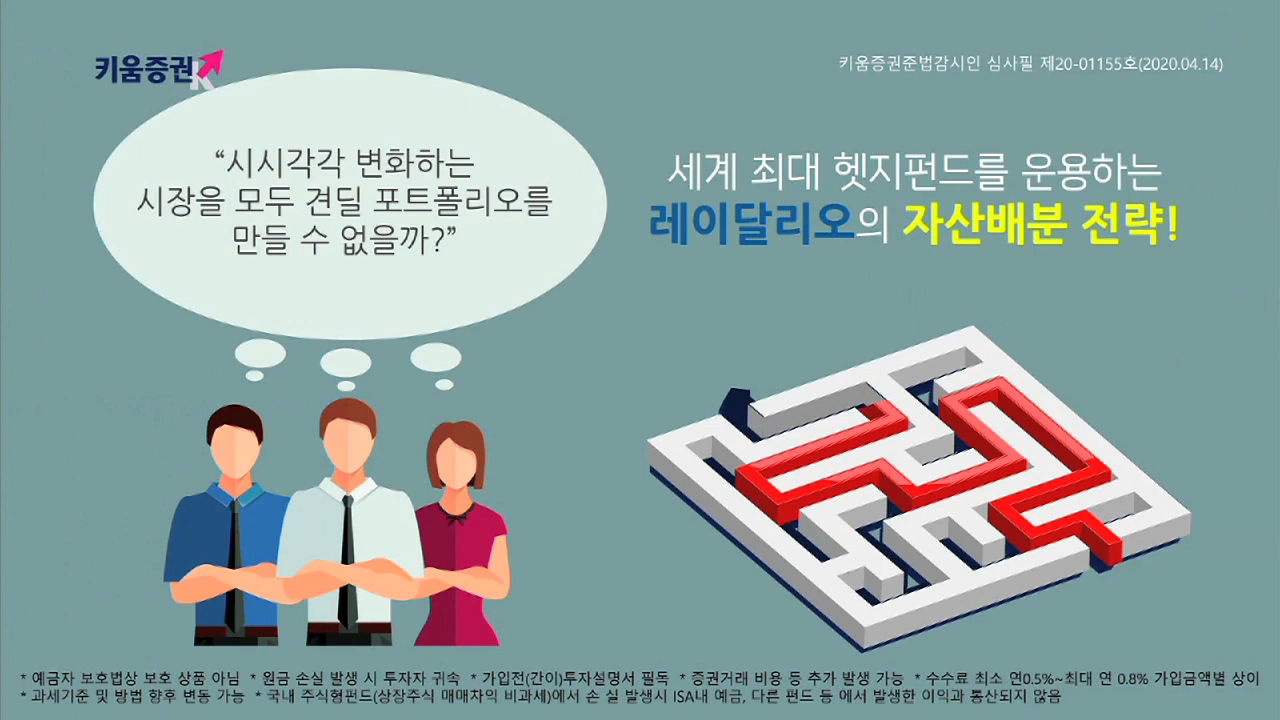 키움증권
키움증권준법감시인 심사필 제20-01155호(2020.04.14)
“시시각각 변화하는
시장을 모두 견딜 포트폴리오를
만들 수 없을까?”
세계 최대 헷지펀드를 운용하는
레이달리오의 자산배분 전략!
* 예금자 보호법상 보호 상품 아님 * 원금 손실 발생 시 투자자 귀속 * 가입전(간이)투자설명서 필독 * 증권거래 비용 등 추가 발생 가능 * 수수료 최소 연0.5%~최대 연 0.8% 가입금액별 상이
* 과세기준 및 방법 향후 변동 가능 * 국내 주식형펀드(상장주식 매매차익 비과세)에서 손 실 발생시 ISA내 예금, 다른 펀드 등 에서 발생한 이익과 통산되지 않음